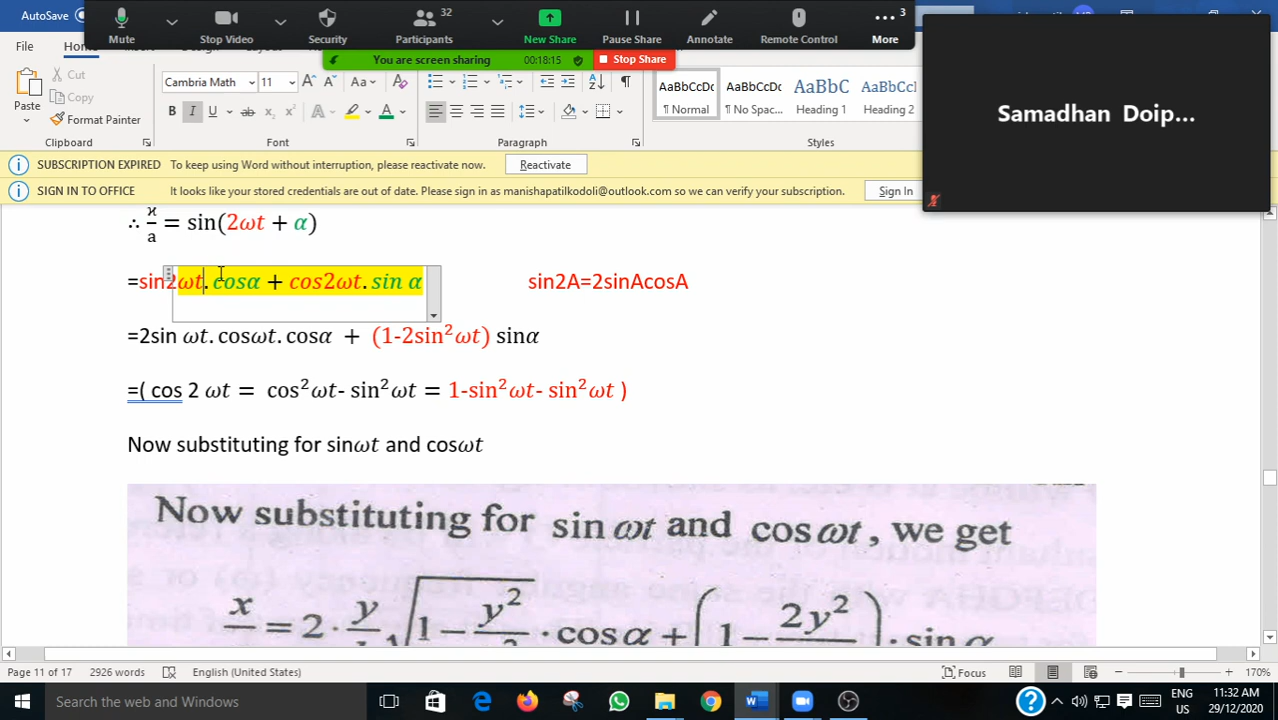 AutoSave
Mute
Stop Video
Security
32
Participants
New Share
Pause Share
Annotate
Remote Control
3
More
You are screen sharing
00:18:15
Stop Share
Samadhan Doip...
File
Home
Paste
Cut
Copy
Format Painter
Cambria Math
11
Font
Paragraph
AaBbCcDc
¶ Normal
AaBbCcDc
¶ No Spac...
AaBbC
Heading 1
AaBbCcl
Heading 2
Styles
SUBSCRIPTION EXPIRED To keep using Word without interruption, please reactivate now. Reactivate
SIGN IN TO OFFICE It looks like your stored credentials are out of date. Please sign in as manishapatilkodoli@outlook.com so we can verify your subscription. Sign In
∴ x/a = sin(2ωt + α)
=sin2ωt.cosα + cos2ωt.sin α sin2A=2sinAcosA
=2sin ωt.cosωt.cosα + (1-2sin²ωt) sinα
=( cos 2 ωt = cos²ωt- sin²ωt = 1-sin²ωt- sin²ωt )
Now substituting for sinωt and cosωt
Now substituting for sin ωt and cos ωt, we get
Page 11 of 17 2926 words English (United States) Focus 170%
Search the web and Windows
ENG
US
11:32 AM
29/12/2020